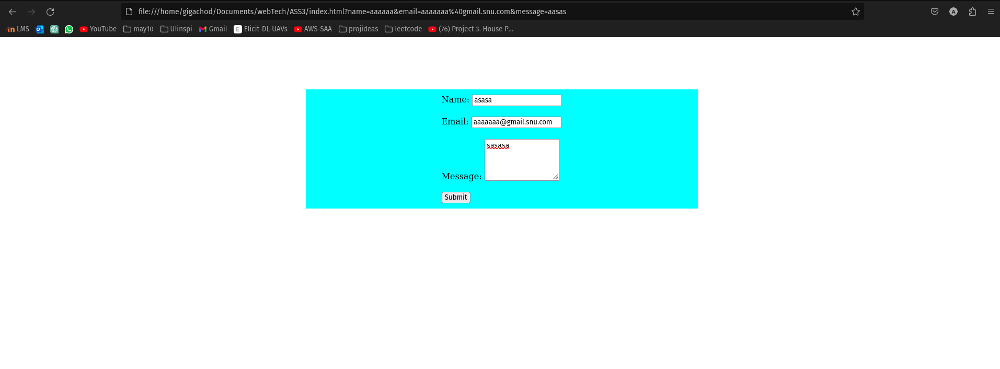 file:///home/gigachod/Documents/webTech/ASS3/index.html?name=aaaaaa&email=aaaaaaa%40gmail.snu.com&message=aasas
A
LMS YouTube may10 UIinspi Gmail E Elicit-DL-UAVs AWS-SAA projideas leetcode (76) Project 3. House P...
Name: asasa
Email: aaaaaaa@gmail.snu.com
sasasa
Message:
Submit